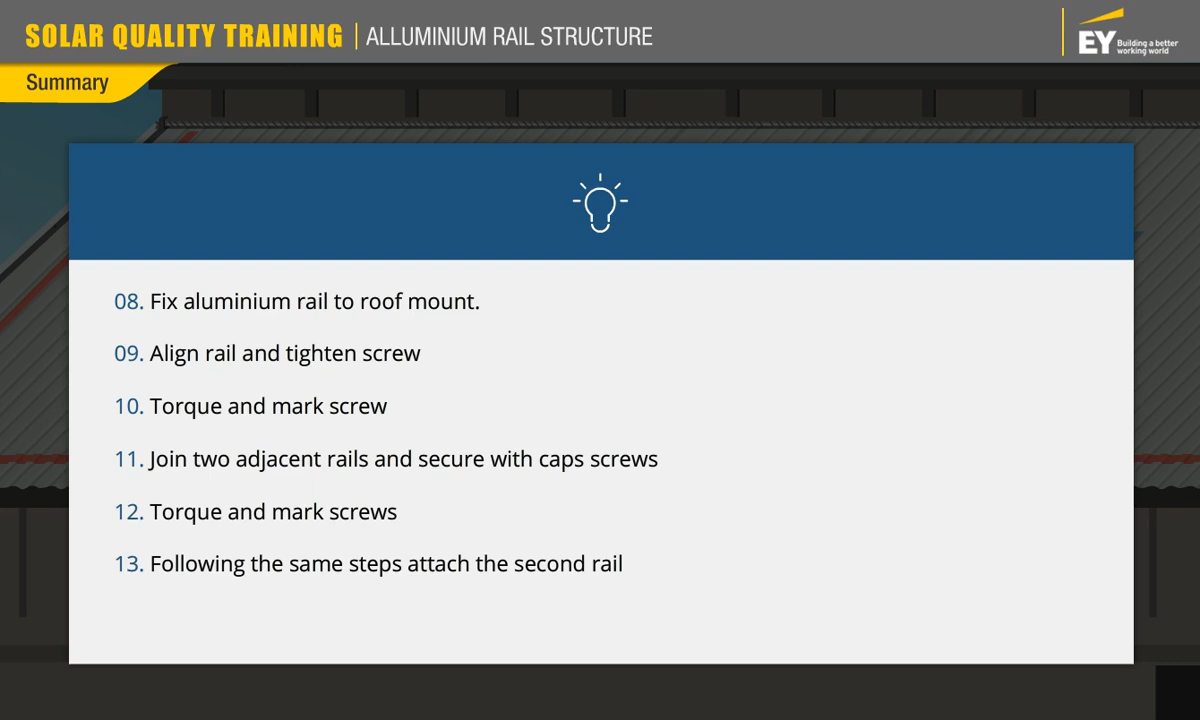 SOLAR QUALITY TRAINING | ALLUMINIUM RAIL STRUCTURE
EY Building a better
working world
Summary
08. Fix aluminium rail to roof mount.
09. Align rail and tighten screw
10. Torque and mark screw
11. Join two adjacent rails and secure with caps screws
12. Torque and mark screws
13. Following the same steps attach the second rail